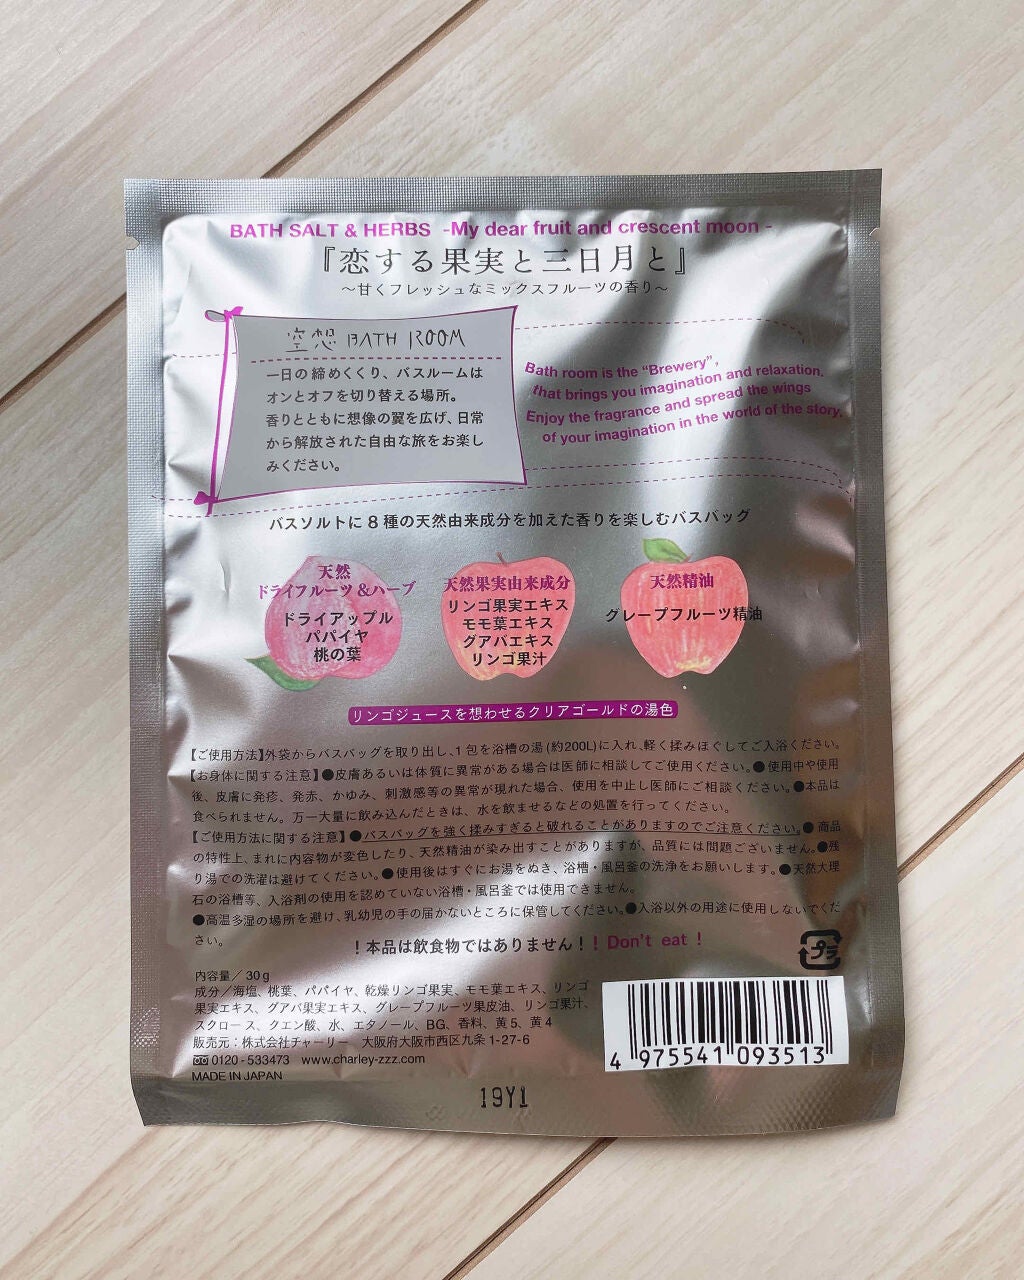 BATH SALT & HERBS -My dear fruit and crescent moon -
『恋する果実と三日月と』
～甘くフレッシュなミックスフルーツの香り～
空想 BATH ROOM
一日の締めくくり、バスルームは
オンとオフを切り替える場所。
香りとともに想像の翼を広げ、日常
から解放された自由な旅をお楽し
みください。
Bath room is the “Brewery”,
that brings you imagination and relaxation.
Enjoy the fragrance and spread the wings
of your imagination in the world of the story.
バスソルトに8種の天然由来成分を加えた香りを楽しむバスバッグ
天然
ドライフルーツ&ハーブ
ドライアップル
パパイヤ
桃の葉
天然果実由来成分
リンゴ果実エキス
モモ葉エキス
グアバエキス
リンゴ果汁
天然精油
グレープフルーツ精油
リンゴジュースを想わせるクリアゴールドの湯色
【ご使用方法】外袋からバスバッグを取り出し、1包を浴槽の湯(約200L)に入れ、軽く揉みほぐしてご入浴ください。
【お身体に関する注意】●皮膚あるいは体質に異常がある場合は医師に相談してご使用ください。●使用中や使用
後、皮膚に発疹、発赤、かゆみ、刺激感等の異常が現れた場合、使用を中止し医師にご相談ください。●本品は
食べられません。万一大量に飲み込んだときは、水を飲ませるなどの処置を行ってください。
【ご使用方法に関する注意】●バスバッグを強く揉みすぎると破れることがありますのでご注意ください。●商品
の特性上、まれに内容物が変色したり、天然精油が染み出すことがありますが、品質には問題ございません。●残
り湯での洗濯は避けてください。●使用後はすぐにお湯をぬき、浴槽・風呂釜の洗浄をお願いします。●天然大理
石の浴槽等、入浴剤の使用を認めていない浴槽・風呂釜では使用できません。
●高温多湿の場所を避け、乳幼児の手の届かないところに保管してください。●入浴以外の用途に使用しないでくだ
さい。
！本品は飲食物ではありません！！Don't eat！
プラ
内容量／30g
成分／海塩、桃葉、パパイヤ、乾燥リンゴ果実、モモ葉エキス、リンゴ
果実エキス、グアバ果実エキス、グレープフルーツ果皮油、リンゴ果汁、
スクロース、クエン酸、水、エタノール、BG、香料、黄5、黄4
販売元：株式会社チャーリー 大阪府大阪市西区九条1-27-6
0120-533473 www.charley-zzz.com
MADE IN JAPAN
4 975541 093513
19Y1